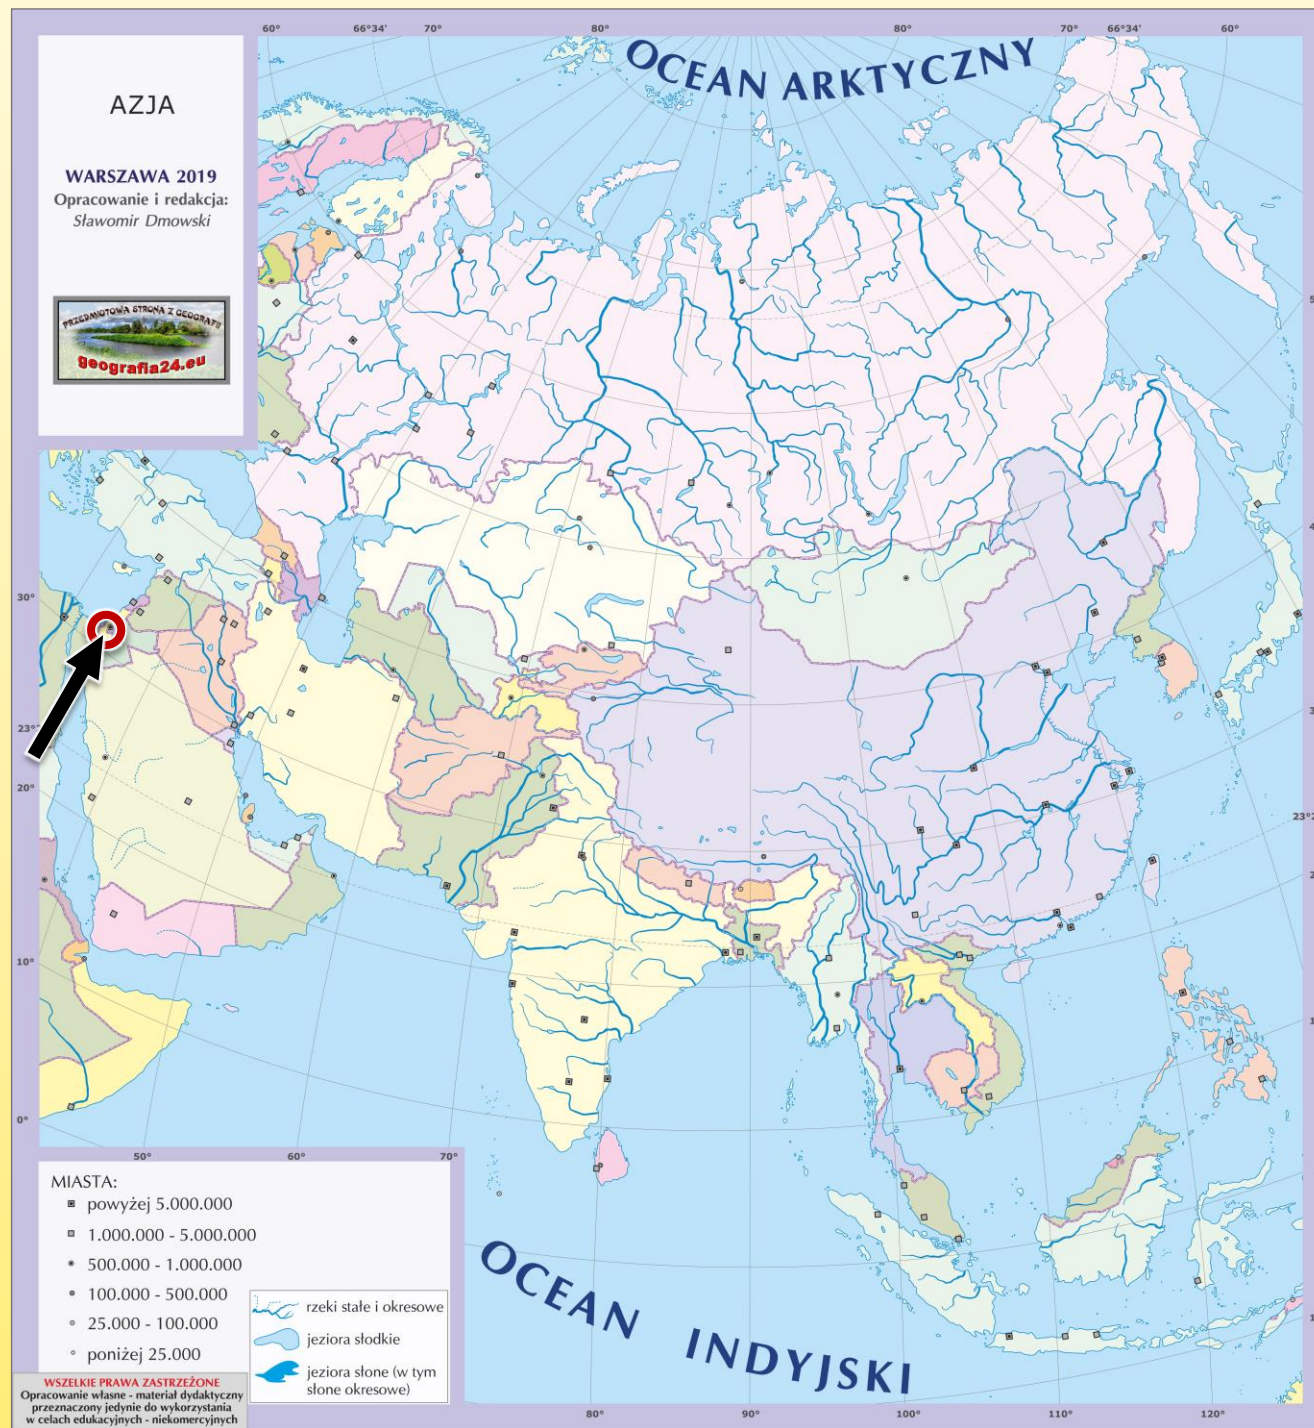 60°
66°34'
70°
80°
80°
70°
66°34'
60°
OCEAN ARKTYCZNY
AZJA
WARSZAWA 2019
Opracowanie i redakcja:
Sławomir Dmowski
PRZEDMIOTOWA STRONA Z GEOGRAFII
geografia24.eu
30°
23°
20°
10°
0°
23°2
50°
60°
70°
MIASTA:
powyżej 5.000.000
1.000.000 - 5.000.000
500.000 - 1.000.000
100.000 - 500.000
25.000 - 100.000
poniżej 25.000
rzeki stałe i okresowe
jeziora słodkie
jeziora słone (w tym
słone okresowe)
OCEAN INDYJSKI
WSZELKIE PRAWA ZASTRZEŻONE
Opracowanie własne - materiał dydaktyczny
przeznaczony jedynie do wykorzystania
w celach edukacyjnych - niekomercyjnych
80°
90°
100°
110°
120°